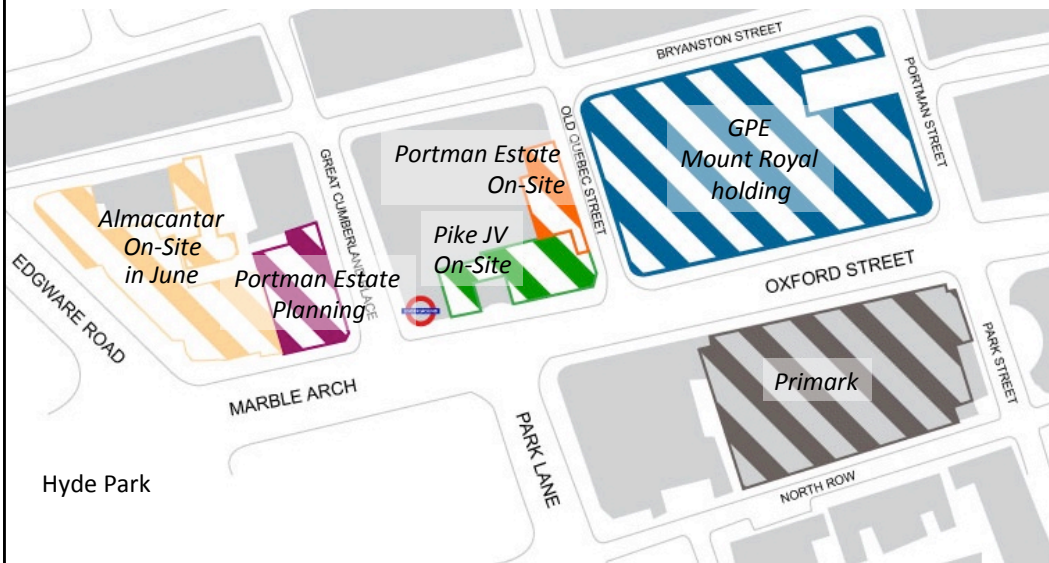 BRYANSTON STREET
PORTMAN STREET
OLD QUEBEC STREET
GREAT CUMBERLAND PLACE
GPE
Mount Royal
holding
Portman Estate
On-Site
Pike JV
On-Site
Almacantar
On-Site
in June
Portman Estate
Planning
EDGWARE ROAD
OXFORD STREET
MARBLE ARCH
PARK LANE
Primark
PARK STREET
NORTH ROW
Hyde Park